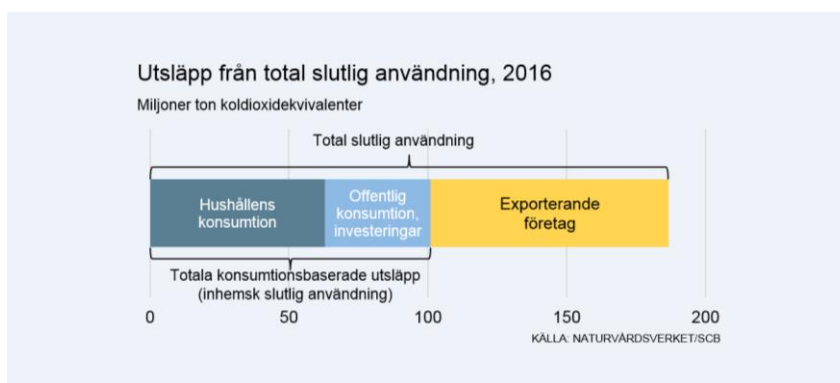 Utsläpp från total slutlig användning, 2016
Miljoner ton koldioxidekvivalenter
Total slutlig användning
Hushållens
konsumtion
Offentlig
konsumtion,
investeringar
Exporterande
företag
Totala konsumtionsbaserade utsläpp
(inhemsk slutlig användning)
0 50 100 150 200
KÄLLA: NATURVÅRDSVERKET/SCB